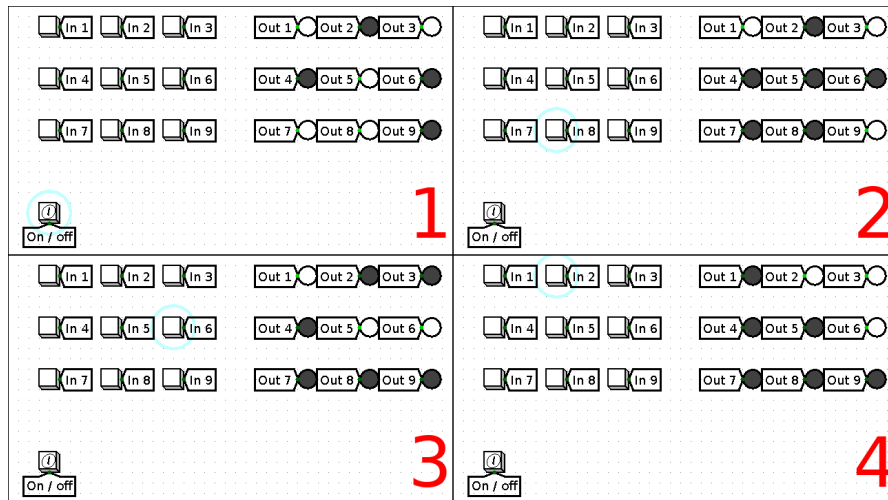 In 1 In 2 In 3 Out 1 Out 2 Out 3
In 4 In 5 In 6 Out 4 Out 5 Out 6
In 7 In 8 In 9 Out 7 Out 8 Out 9
On / off
1
In 1 In 2 In 3 Out 1 Out 2 Out 3
In 4 In 5 In 6 Out 4 Out 5 Out 6
In 7 In 8 In 9 Out 7 Out 8 Out 9
On / off
2
In 1 In 2 In 3 Out 1 Out 2 Out 3
In 4 In 5 In 6 Out 4 Out 5 Out 6
In 7 In 8 In 9 Out 7 Out 8 Out 9
On / off
3
In 1 In 2 In 3 Out 1 Out 2 Out 3
In 4 In 5 In 6 Out 4 Out 5 Out 6
In 7 In 8 In 9 Out 7 Out 8 Out 9
On / off
4